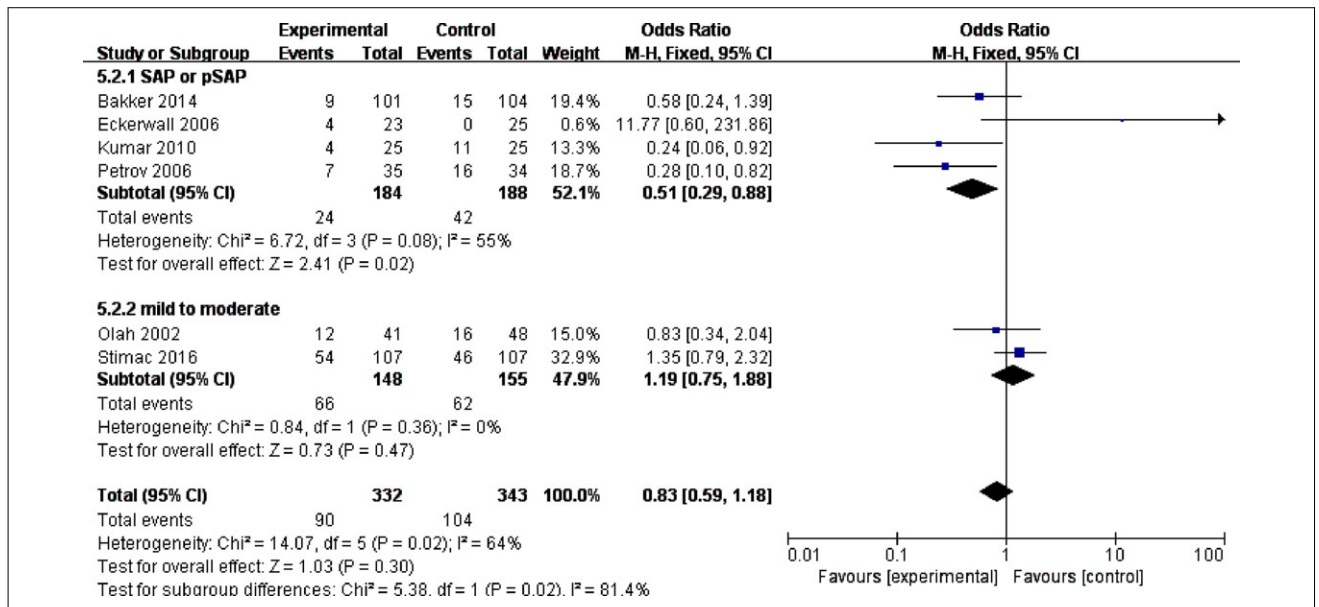 Experimental Control Odds Ratio Odds Ratio
Study or Subgroup Events Total Events Total Weight M-H, Fixed, 95% CI M-H, Fixed, 95% CI
5.2.1 SAP or pSAP
Bakker 2014 9 101 15 104 19.4% 0.58 [0.24, 1.39]
Eckerwall 2006 4 23 0 25 0.6% 11.77 [0.60, 231.86]
Kumar 2010 4 25 11 25 13.3% 0.24 [0.06, 0.92]
Petrov 2006 7 35 16 34 18.7% 0.28 [0.10, 0.82]
Subtotal (95% CI) 184 188 52.1% 0.51 [0.29, 0.88]
Total events 24 42
Heterogeneity: Chi² = 6.72, df = 3 (P = 0.08); I² = 55%
Test for overall effect: Z = 2.41 (P = 0.02)
5.2.2 mild to moderate
Olah 2002 12 41 16 48 15.0% 0.83 [0.34, 2.04]
Stimac 2016 54 107 46 107 32.9% 1.35 [0.79, 2.32]
Subtotal (95% CI) 148 155 47.9% 1.19 [0.75, 1.88]
Total events 66 62
Heterogeneity: Chi² = 0.84, df = 1 (P = 0.36); I² = 0%
Test for overall effect: Z = 0.73 (P = 0.47)
Total (95% CI) 332 343 100.0% 0.83 [0.59, 1.18]
Total events 90 104
Heterogeneity: Chi² = 14.07, df = 5 (P = 0.02); I² = 64%
Test for overall effect: Z = 1.03 (P = 0.30)
Test for subgroup differences: Chi² = 5.38, df = 1 (P = 0.02), I² = 81.4%
0.01 0.1 1 10 100
Favours [experimental] Favours [control]